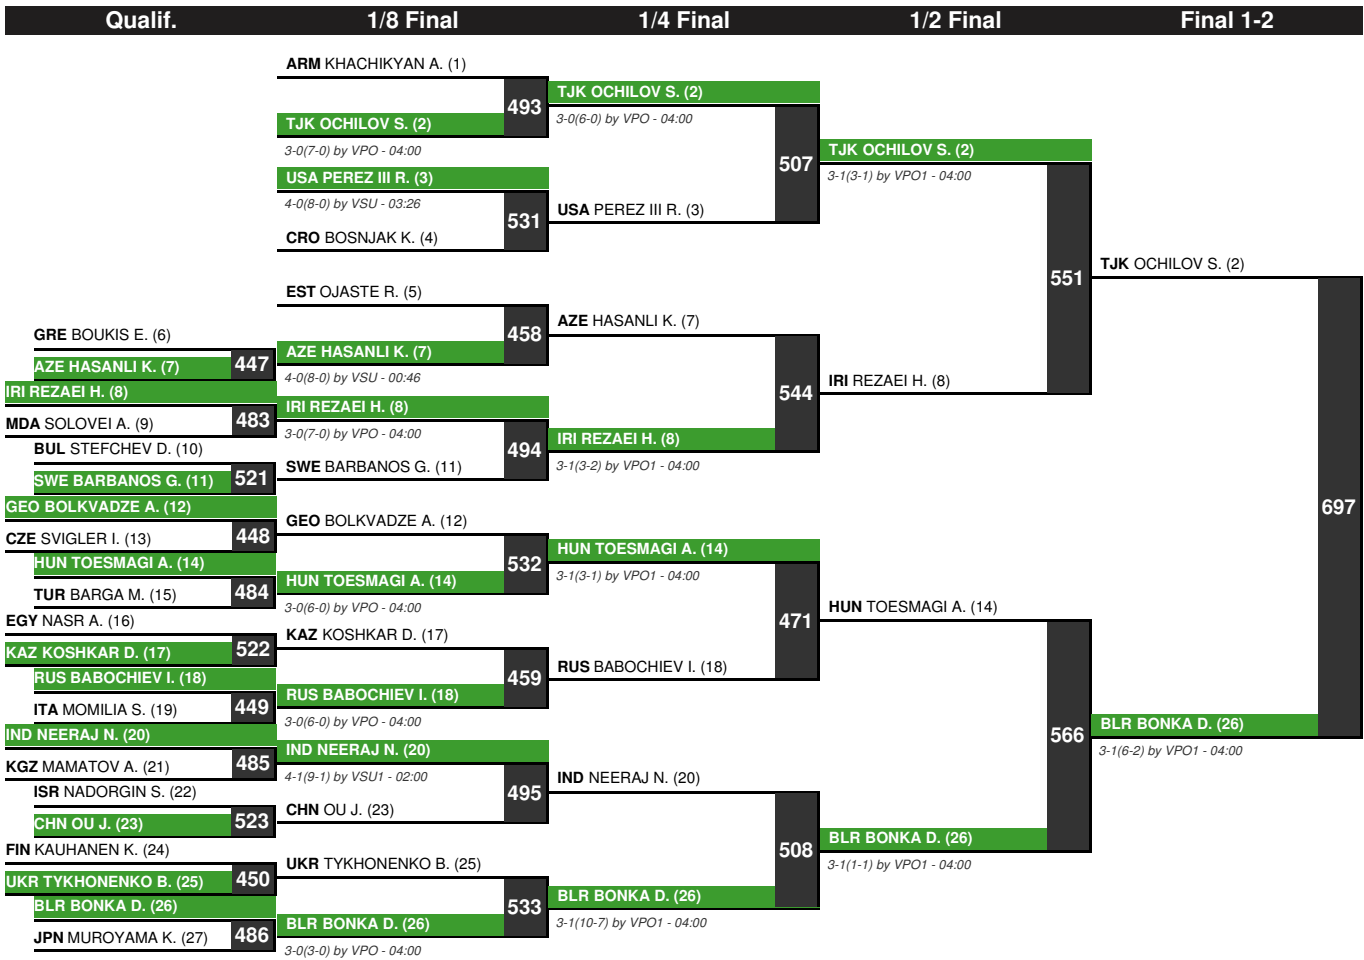 Qualif. 1/8 Final 1/4 Final 1/2 Final Final 1-2
GRE BOUKIS E. (6)
AZE HASANLI K. (7)
447
IRI REZAEI H. (8)
MDA SOLOVEI A. (9)
483
BUL STEFCHEV D. (10)
SWE BARBANOS G. (11)
521
GEO BOLKVADZE A. (12)
CZE SVIGLER I. (13)
448
HUN TOESMAGI A. (14)
TUR BARGA M. (15)
484
EGY NASR A. (16)
KAZ KOSHKAR D. (17)
522
RUS BABOCHIEV I. (18)
ITA MOMILIA S. (19)
449
IND NEERAJ N. (20)
KGZ MAMATOV A. (21)
485
ISR NADORGIN S. (22)
CHN OU J. (23)
523
FIN KAUHANEN K. (24)
UKR TYKHONENKO B. (25)
450
BLR BONKA D. (26)
JPN MUROYAMA K. (27)
486
ARM KHACHIKYAN A. (1)
493
TJK OCHILOV S. (2)
3-0(7-0) by VPO - 04:00
USA PEREZ III R. (3)
4-0(8-0) by VSU - 03:26
531
CRO BOSNJAK K. (4)
EST OJASTE R. (5)
458
AZE HASANLI K. (7)
4-0(8-0) by VSU - 00:46
IRI REZAEI H. (8)
3-0(7-0) by VPO - 04:00
494
SWE BARBANOS G. (11)
GEO BOLKVADZE A. (12)
532
HUN TOESMAGI A. (14)
3-0(6-0) by VPO - 04:00
KAZ KOSHKAR D. (17)
459
RUS BABOCHIEV I. (18)
3-0(6-0) by VPO - 04:00
IND NEERAJ N. (20)
4-1(9-1) by VSU1 - 02:00
495
CHN OU J. (23)
UKR TYKHONENKO B. (25)
533
BLR BONKA D. (26)
3-0(3-0) by VPO - 04:00
TJK OCHILOV S. (2)
3-0(6-0) by VPO - 04:00
507
USA PEREZ III R. (3)
AZE HASANLI K. (7)
544
IRI REZAEI H. (8)
3-1(3-2) by VPO1 - 04:00
HUN TOESMAGI A. (14)
3-1(3-1) by VPO1 - 04:00
471
RUS BABOCHIEV I. (18)
IND NEERAJ N. (20)
508
BLR BONKA D. (26)
3-1(10-7) by VPO1 - 04:00
TJK OCHILOV S. (2)
3-1(3-1) by VPO1 - 04:00
551
IRI REZAEI H. (8)
HUN TOESMAGI A. (14)
566
BLR BONKA D. (26)
3-1(1-1) by VPO1 - 04:00
TJK OCHILOV S. (2)
697
BLR BONKA D. (26)
3-1(6-2) by VPO1 - 04:00